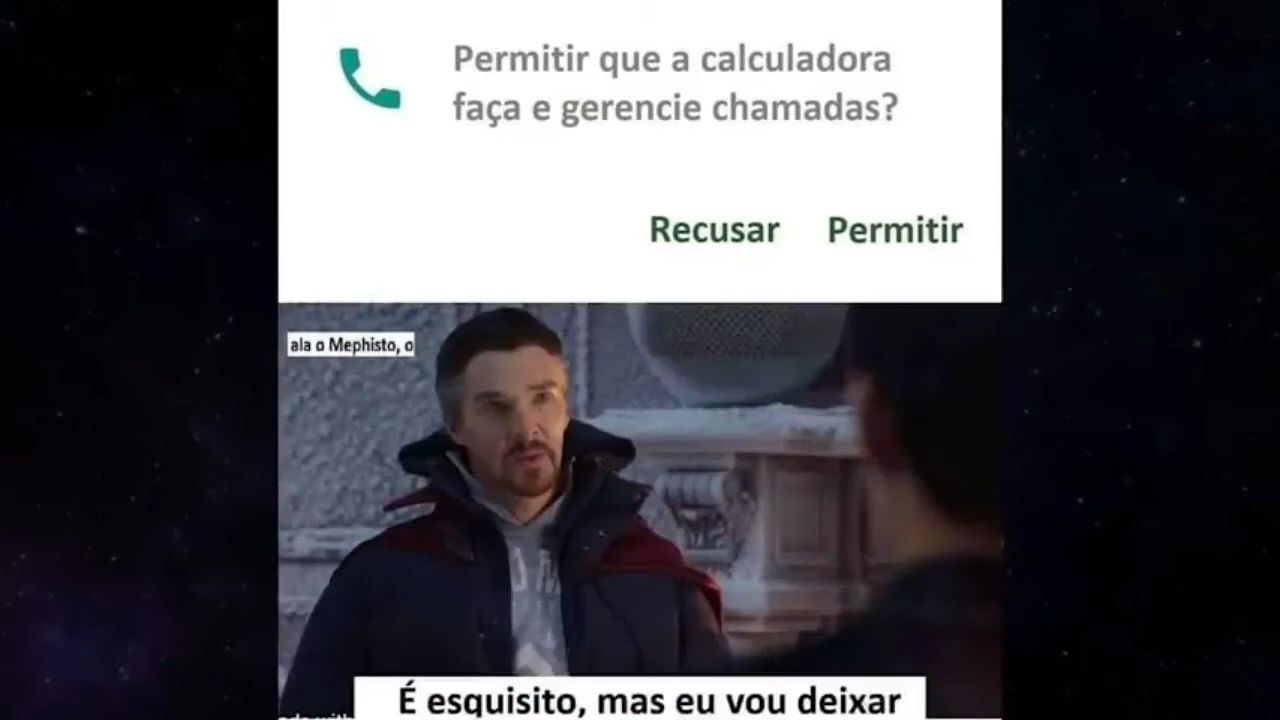 Permitir que a calculadora
faça e gerencie chamadas?
Recusar Permitir
ala o Mephisto, o
É esquisito, mas eu vou deixar